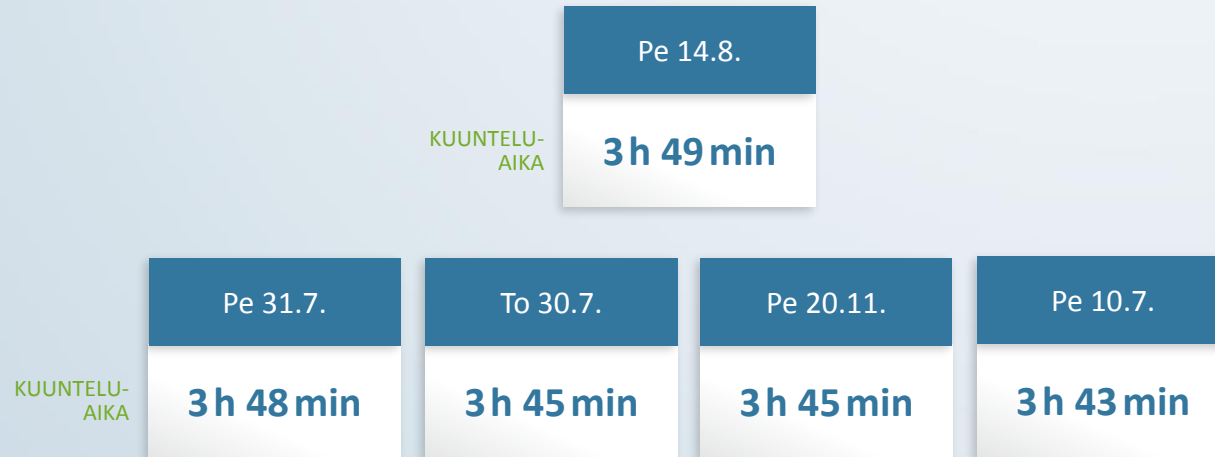 Pe 14.8.
KUUNTELU-
AIKA
3 h 49 min
Pe 31.7.
To 30.7.
Pe 20.11.
Pe 10.7.
KUUNTELU-
AIKA
3 h 48 min
3 h 45 min
3 h 45 min
3 h 43 min